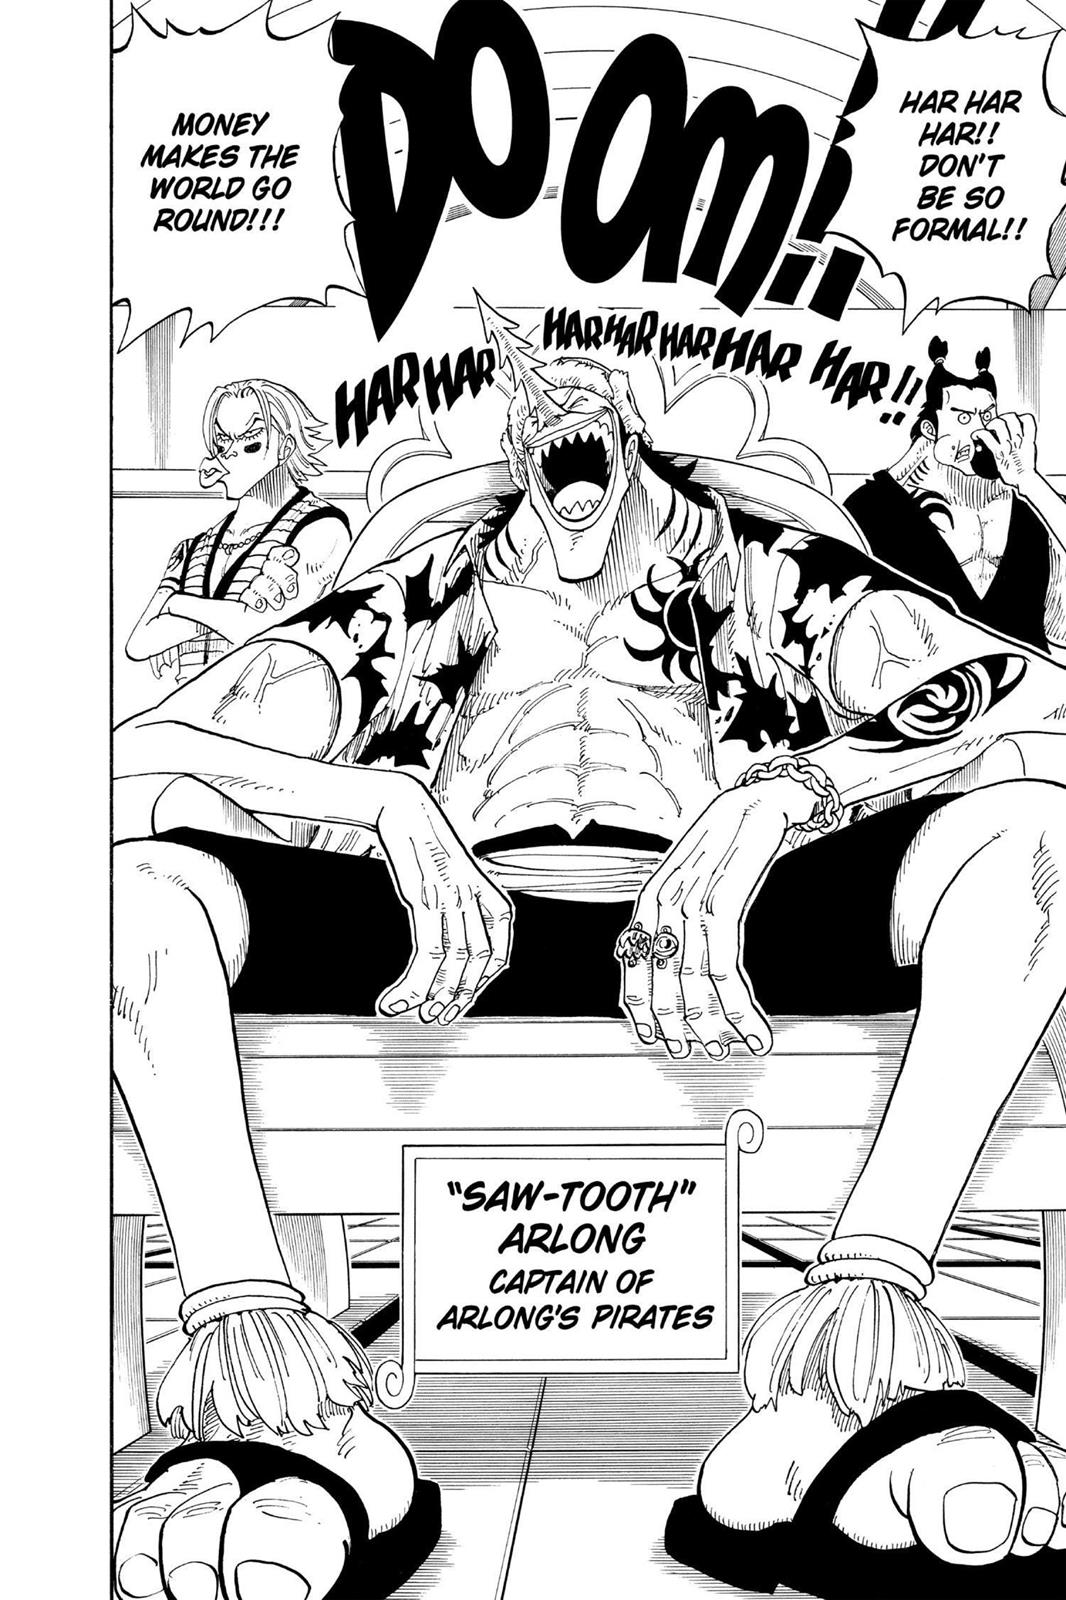 HAR HAR
HAR!!
DON'T
BE SO
FORMAL!!
DOOM!!
MONEY
MAKES THE
WORLD GO
ROUND!!!
HAR HAR HAR HAR HAR HAR HAR!!
"SAW-TOOTH"
ARLONG
CAPTAIN OF
ARLONG'S PIRATES